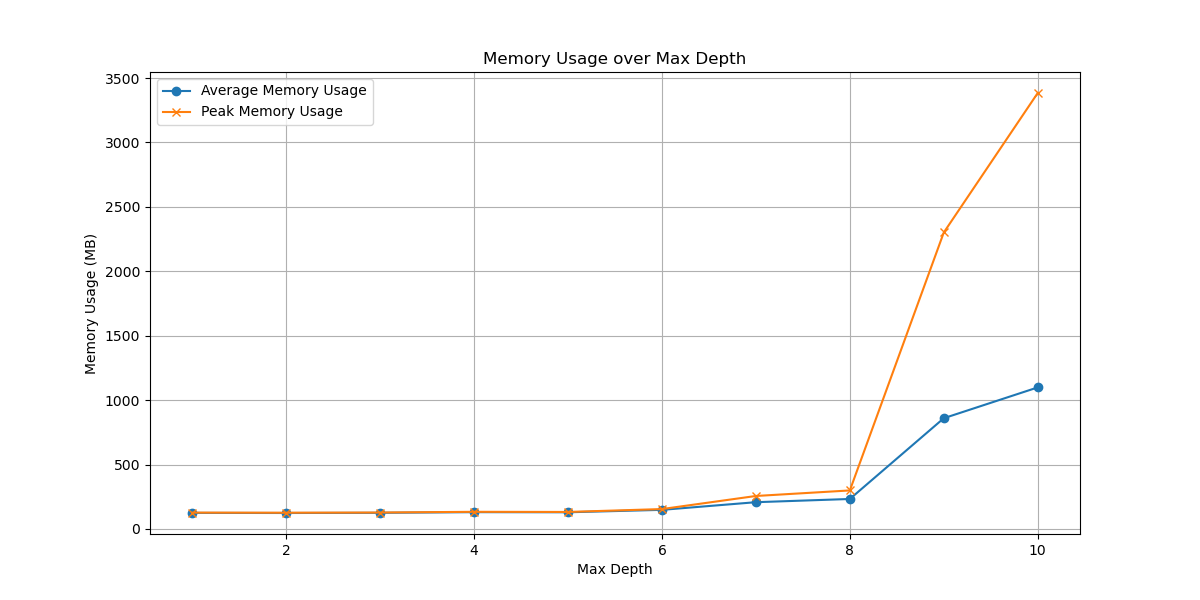 Memory Usage over Max Depth
Average Memory Usage
Peak Memory Usage
3500
3000
2500
2000
1500
1000
500
0
Memory Usage (MB)
2
4
6
8
10
Max Depth